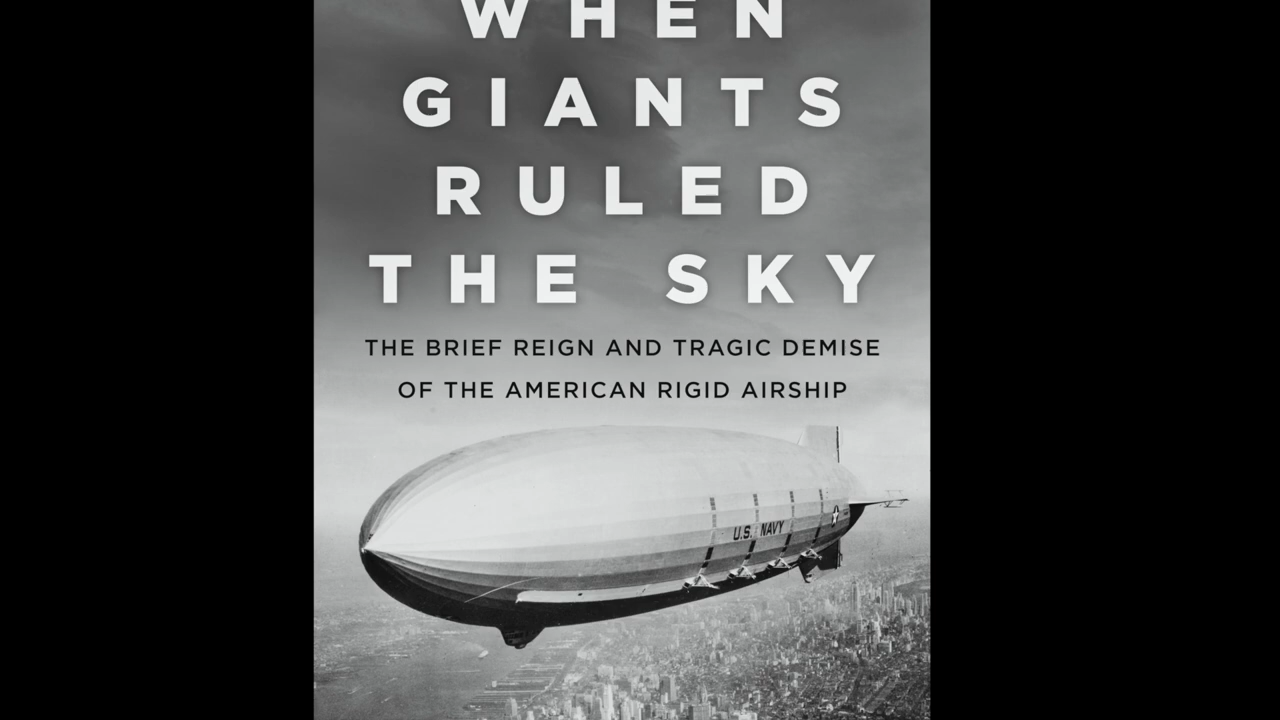 WHEN
GIANTS
RULED
THE SKY
THE BRIEF REIGN AND TRAGIC DEMISE
OF THE AMERICAN RIGID AIRSHIP
U.S. NAVY